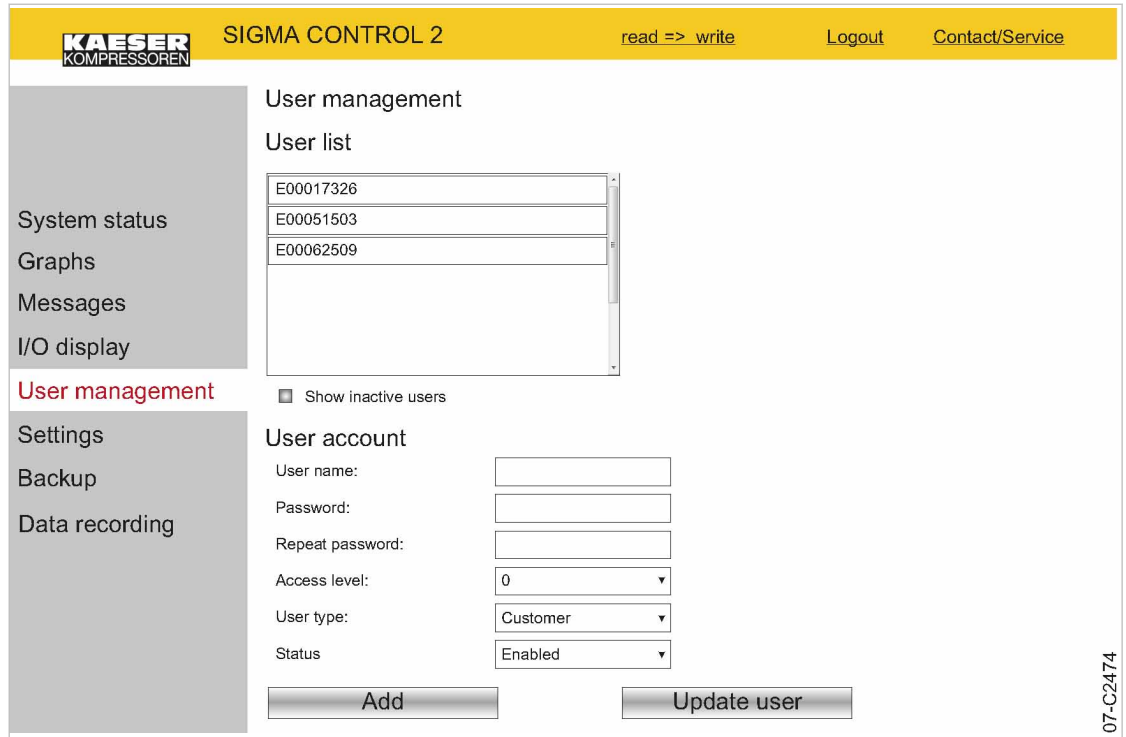 KAESER
KOMPRESSOREN
SIGMA CONTROL 2
read => write
Logout
Contact/Service
System status
Graphs
Messages
I/O display
User management
Settings
Backup
Data recording
User management
User list
E00017326
E00051503
E00062509
Show inactive users
User account
User name:
Password:
Repeat password:
Access level: 0
User type: Customer
Status Enabled
Add Update user
07-C2474